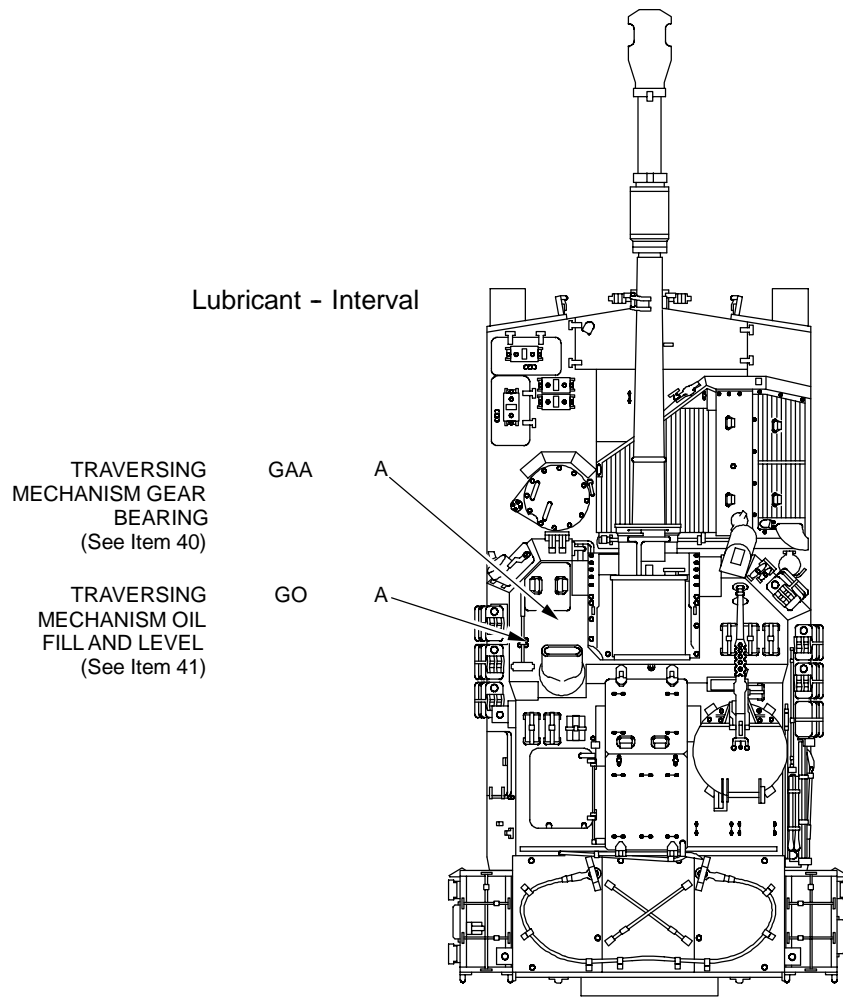 Lubricant - Interval
TRAVERSING GAA A
MECHANISM GEAR
BEARING
(See Item 40)
TRAVERSING GO A
MECHANISM OIL
FILL AND LEVEL
(See Item 41)